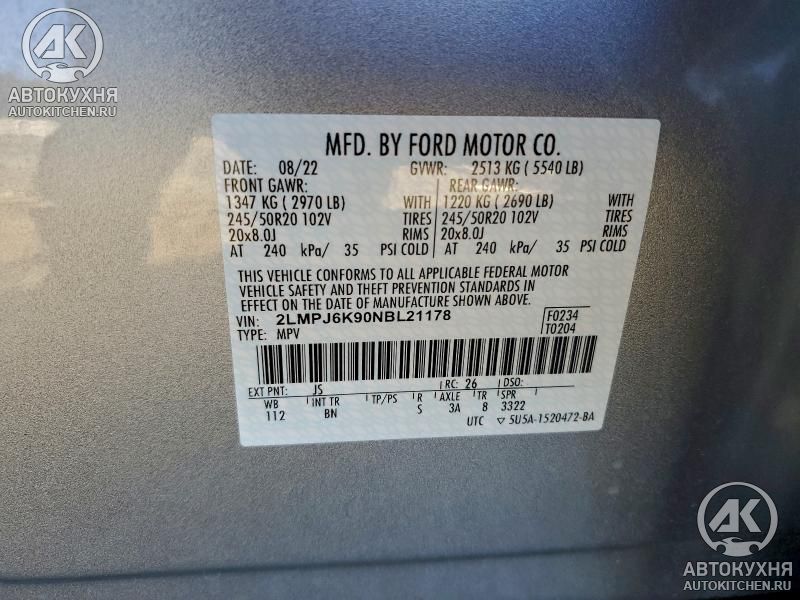 AK
АВТОКУХНЯ
AUTOKITCHEN.RU
MFD. BY FORD MOTOR CO.
DATE: 08/22 GVWR: 2513 KG ( 5540 LB)
FRONT GAWR: REAR GAWR:
1347 KG ( 2970 LB) WITH 1220 KG ( 2690 LB) WITH
245/50R20 102V TIRES 245/50R20 102V TIRES
20x8.0J RIMS 20x8.0J RIMS
AT 240 kPa/ 35 PSI COLD AT 240 kPa/ 35 PSI COLD
THIS VEHICLE CONFORMS TO ALL APPLICABLE FEDERAL MOTOR
VEHICLE SAFETY AND THEFT PREVENTION STANDARDS IN
EFFECT ON THE DATE OF MANUFACTURE SHOWN ABOVE.
VIN: 2LMPJ6K90NBL21178 F0234
TYPE: MPV T0204
EXT PNT: JS RC: 26 DSO:
WB INT TR TP/PS R AXLE TR SPR
112 BN S 3A 8 3322
UTC ▽ 5U5A-1520472-BA
AK
АВТОКУХНЯ
AUTOKITCHEN.RU